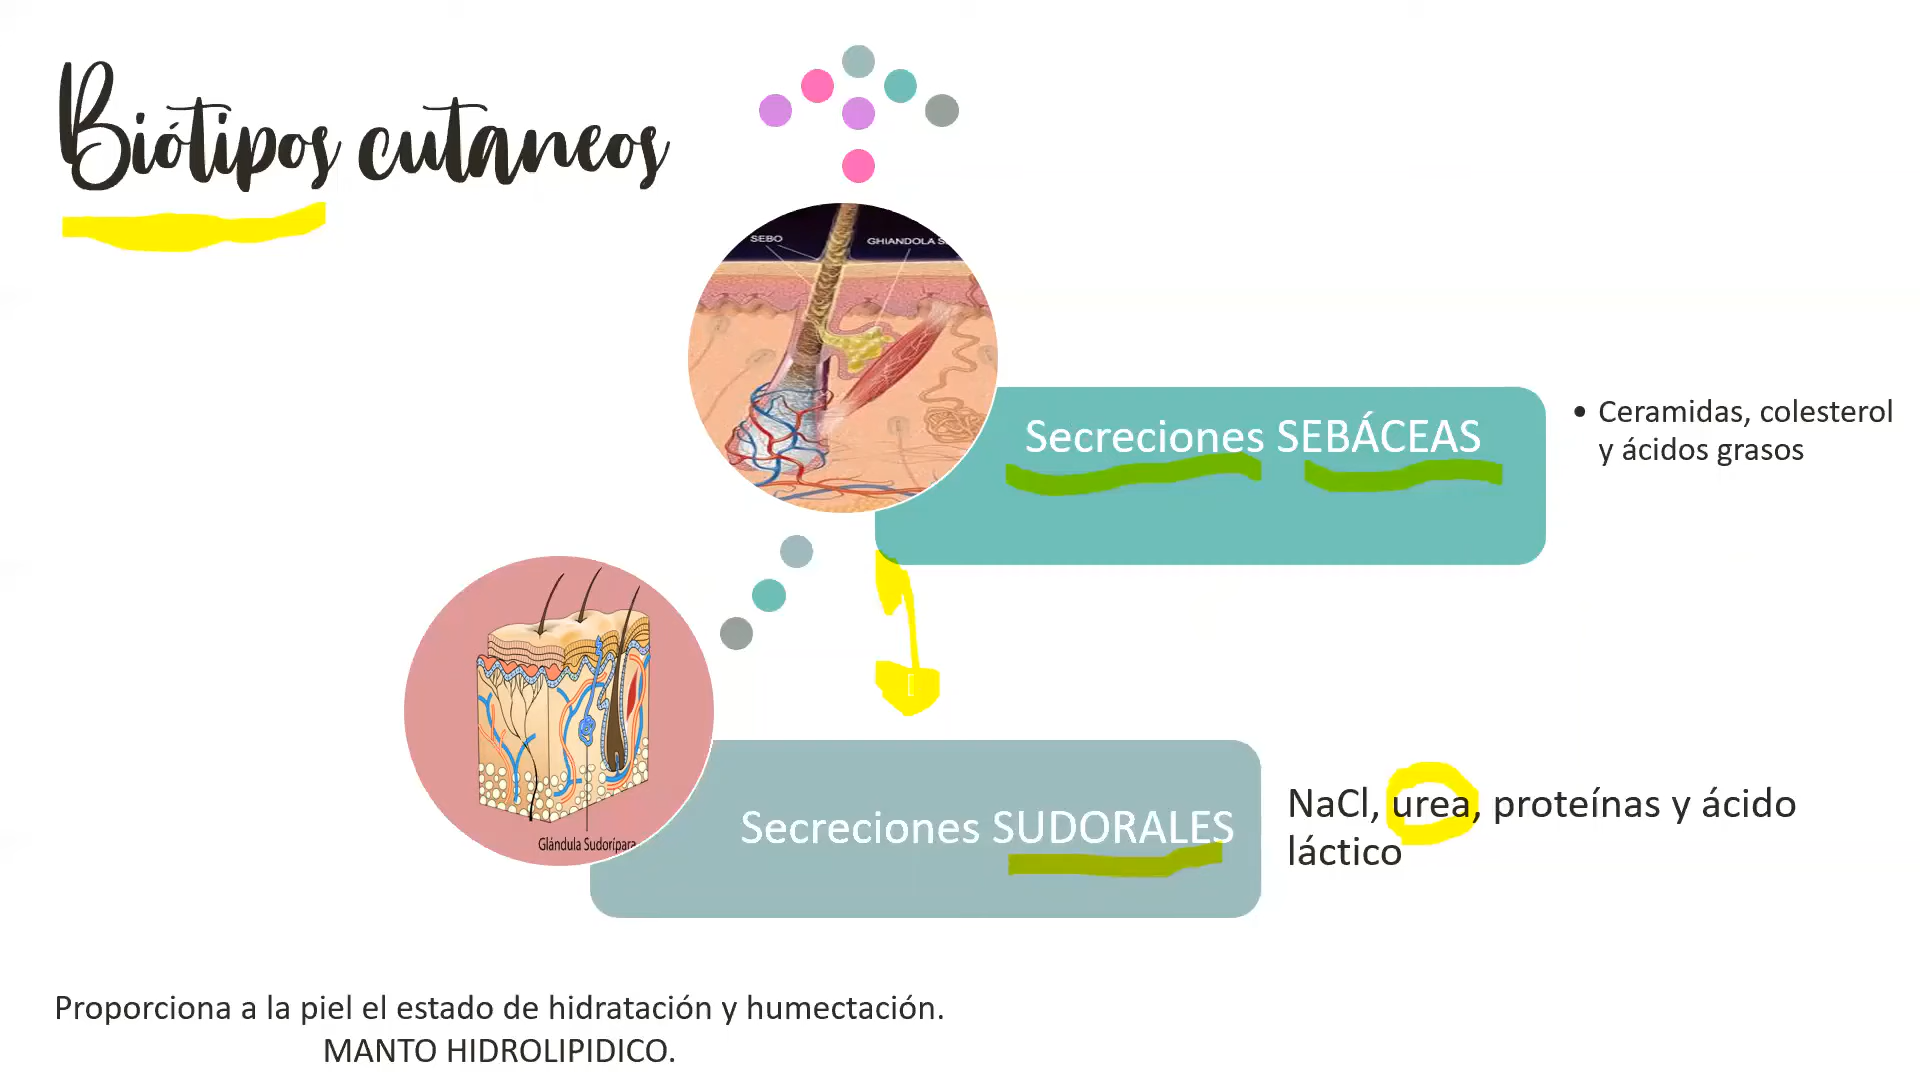 Biótipos cutaneos
SEBO
GHIANDOLA
Secreciones SEBÁCEAS
• Ceramidas, colesterol
y ácidos grasos
Glándula Sudorípara
Secreciones SUDORALES
NaCl, urea, proteínas y ácido
láctico
Proporciona a la piel el estado de hidratación y humectación.
MANTO HIDROLIPIDICO.